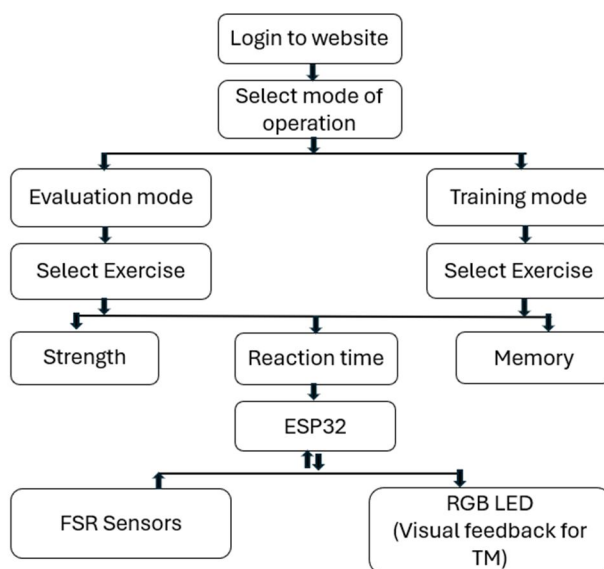 Login to website
Select mode of
operation
Evaluation mode
Training mode
Select Exercise
Select Exercise
Strength
Reaction time
Memory
ESP32
FSR Sensors
RGB LED
(Visual feedback for
TM)